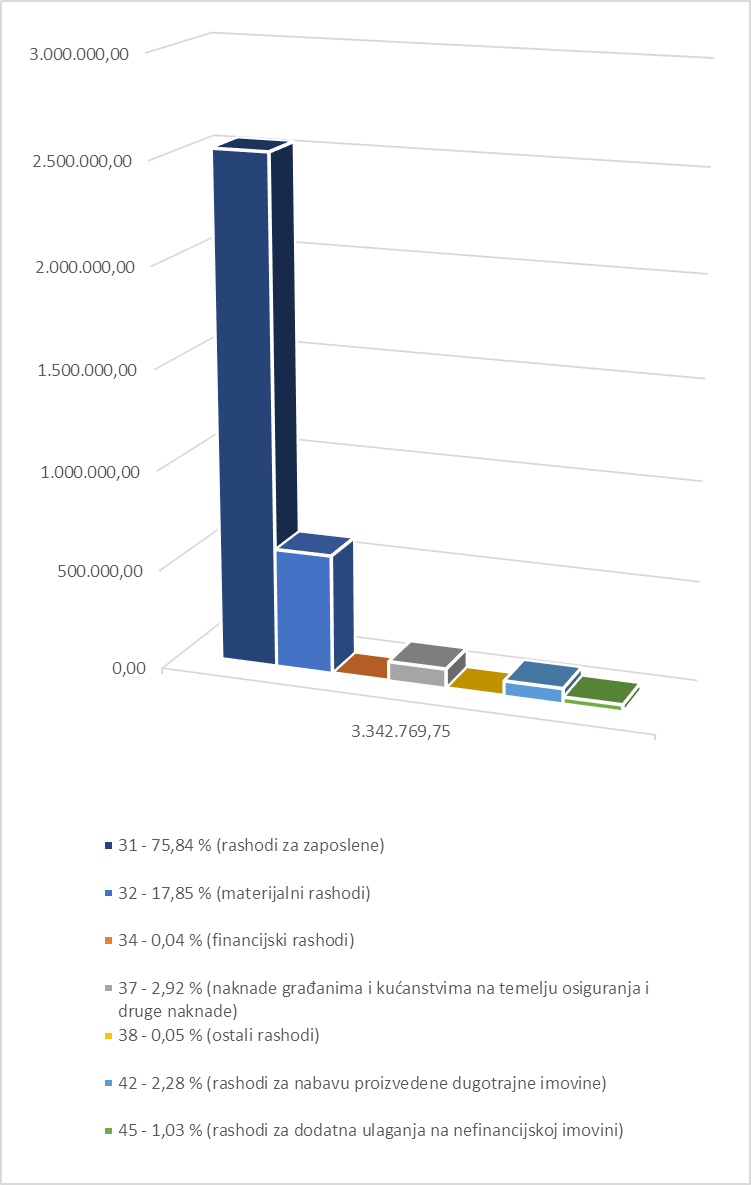 3.000.000,00
2.500.000,00
2.000.000,00
1.500.000,00
1.000.000,00
500.000,00
0,00
3.342.769,75
31 - 75,84 % (rashodi za zaposlene)
32 - 17,85 % (materijalni rashodi)
34 - 0,04 % (financijski rashodi)
37 - 2,92 % (naknade građanima i kućanstvima na temelju osiguranja i
druge naknade)
38 - 0,05 % (ostali rashodi)
42 - 2,28 % (rashodi za nabavu proizvedene dugotrajne imovine)
45 - 1,03 % (rashodi za dodatna ulaganja na nefinancijskoj imovini)